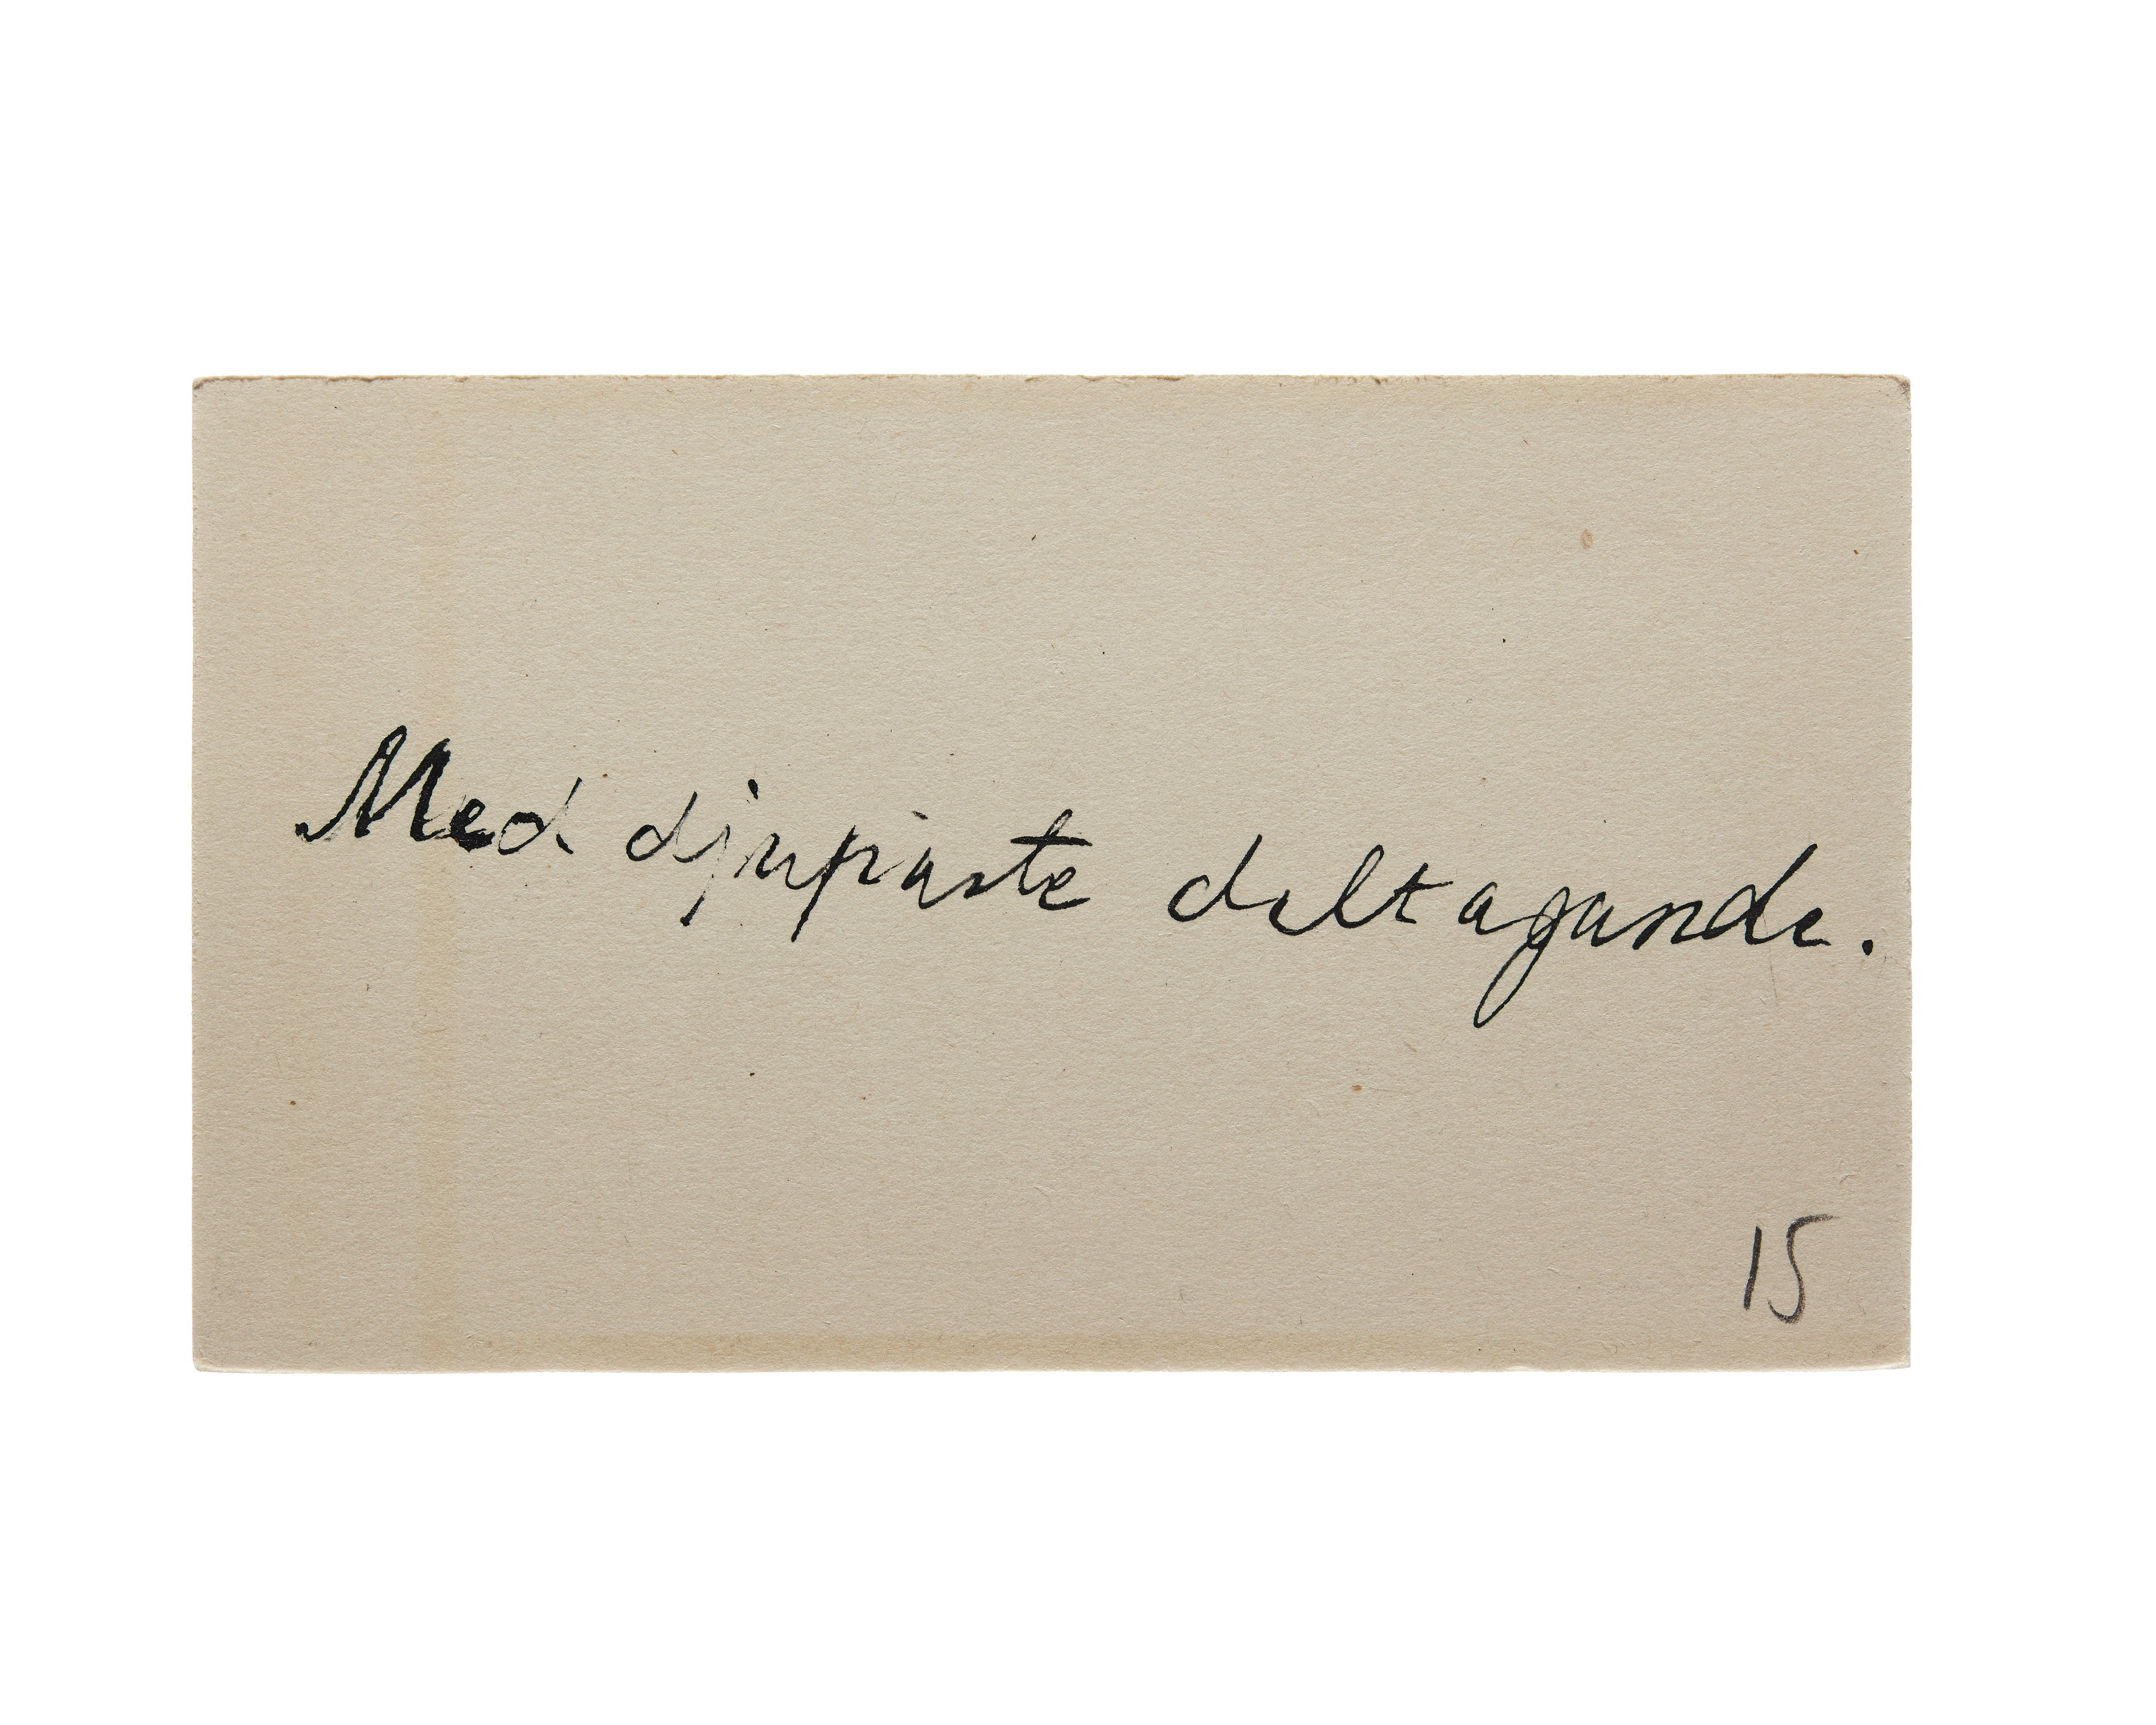 Med djupaste deltagande.
15